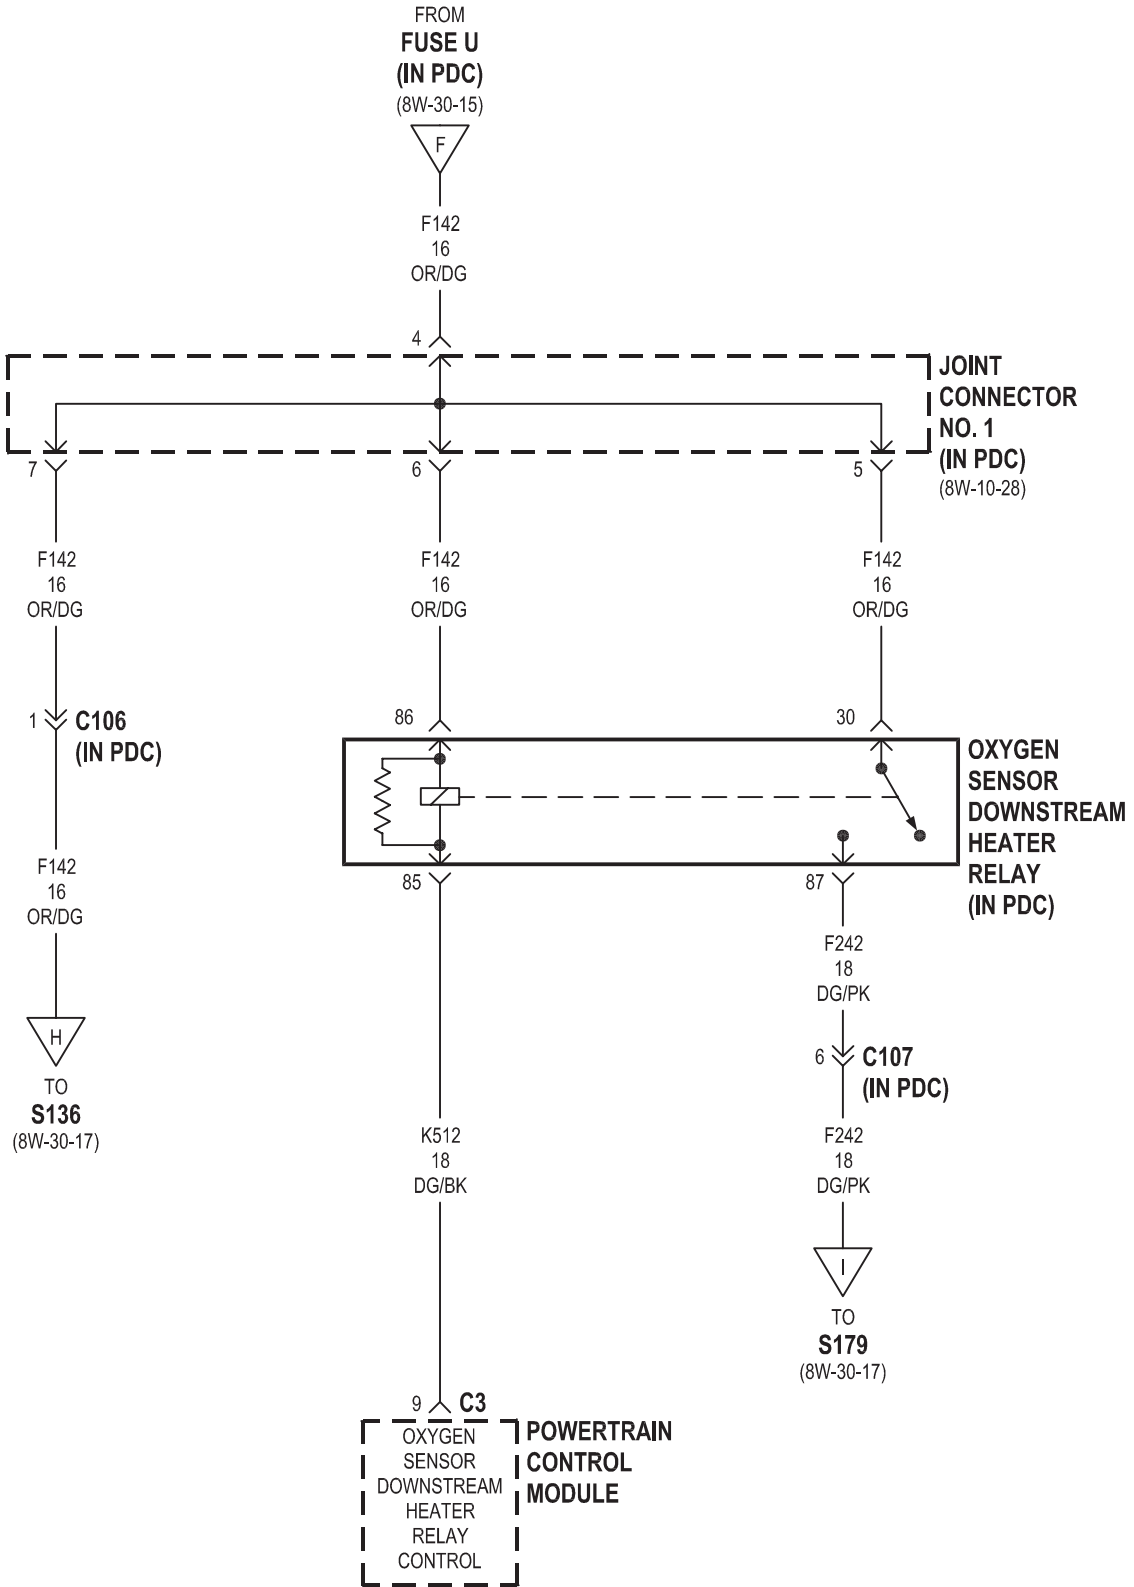 FROM
FUSE U
(IN PDC)
(8W-30-15)
F
F142
16
OR/DG
4
JOINT
CONNECTOR
NO. 1
(IN PDC)
(8W-10-28)
7
6
5
F142
16
OR/DG
F142
16
OR/DG
F142
16
OR/DG
1
C106
(IN PDC)
86
30
OXYGEN
SENSOR
DOWNSTREAM
HEATER
RELAY
(IN PDC)
85
87
F142
16
OR/DG
F242
18
DG/PK
H
TO
S136
(8W-30-17)
6
C107
(IN PDC)
K512
18
DG/BK
F242
18
DG/PK
I
TO
S179
(8W-30-17)
9
C3
OXYGEN
SENSOR
DOWNSTREAM
HEATER
RELAY
CONTROL
POWERTRAIN
CONTROL
MODULE